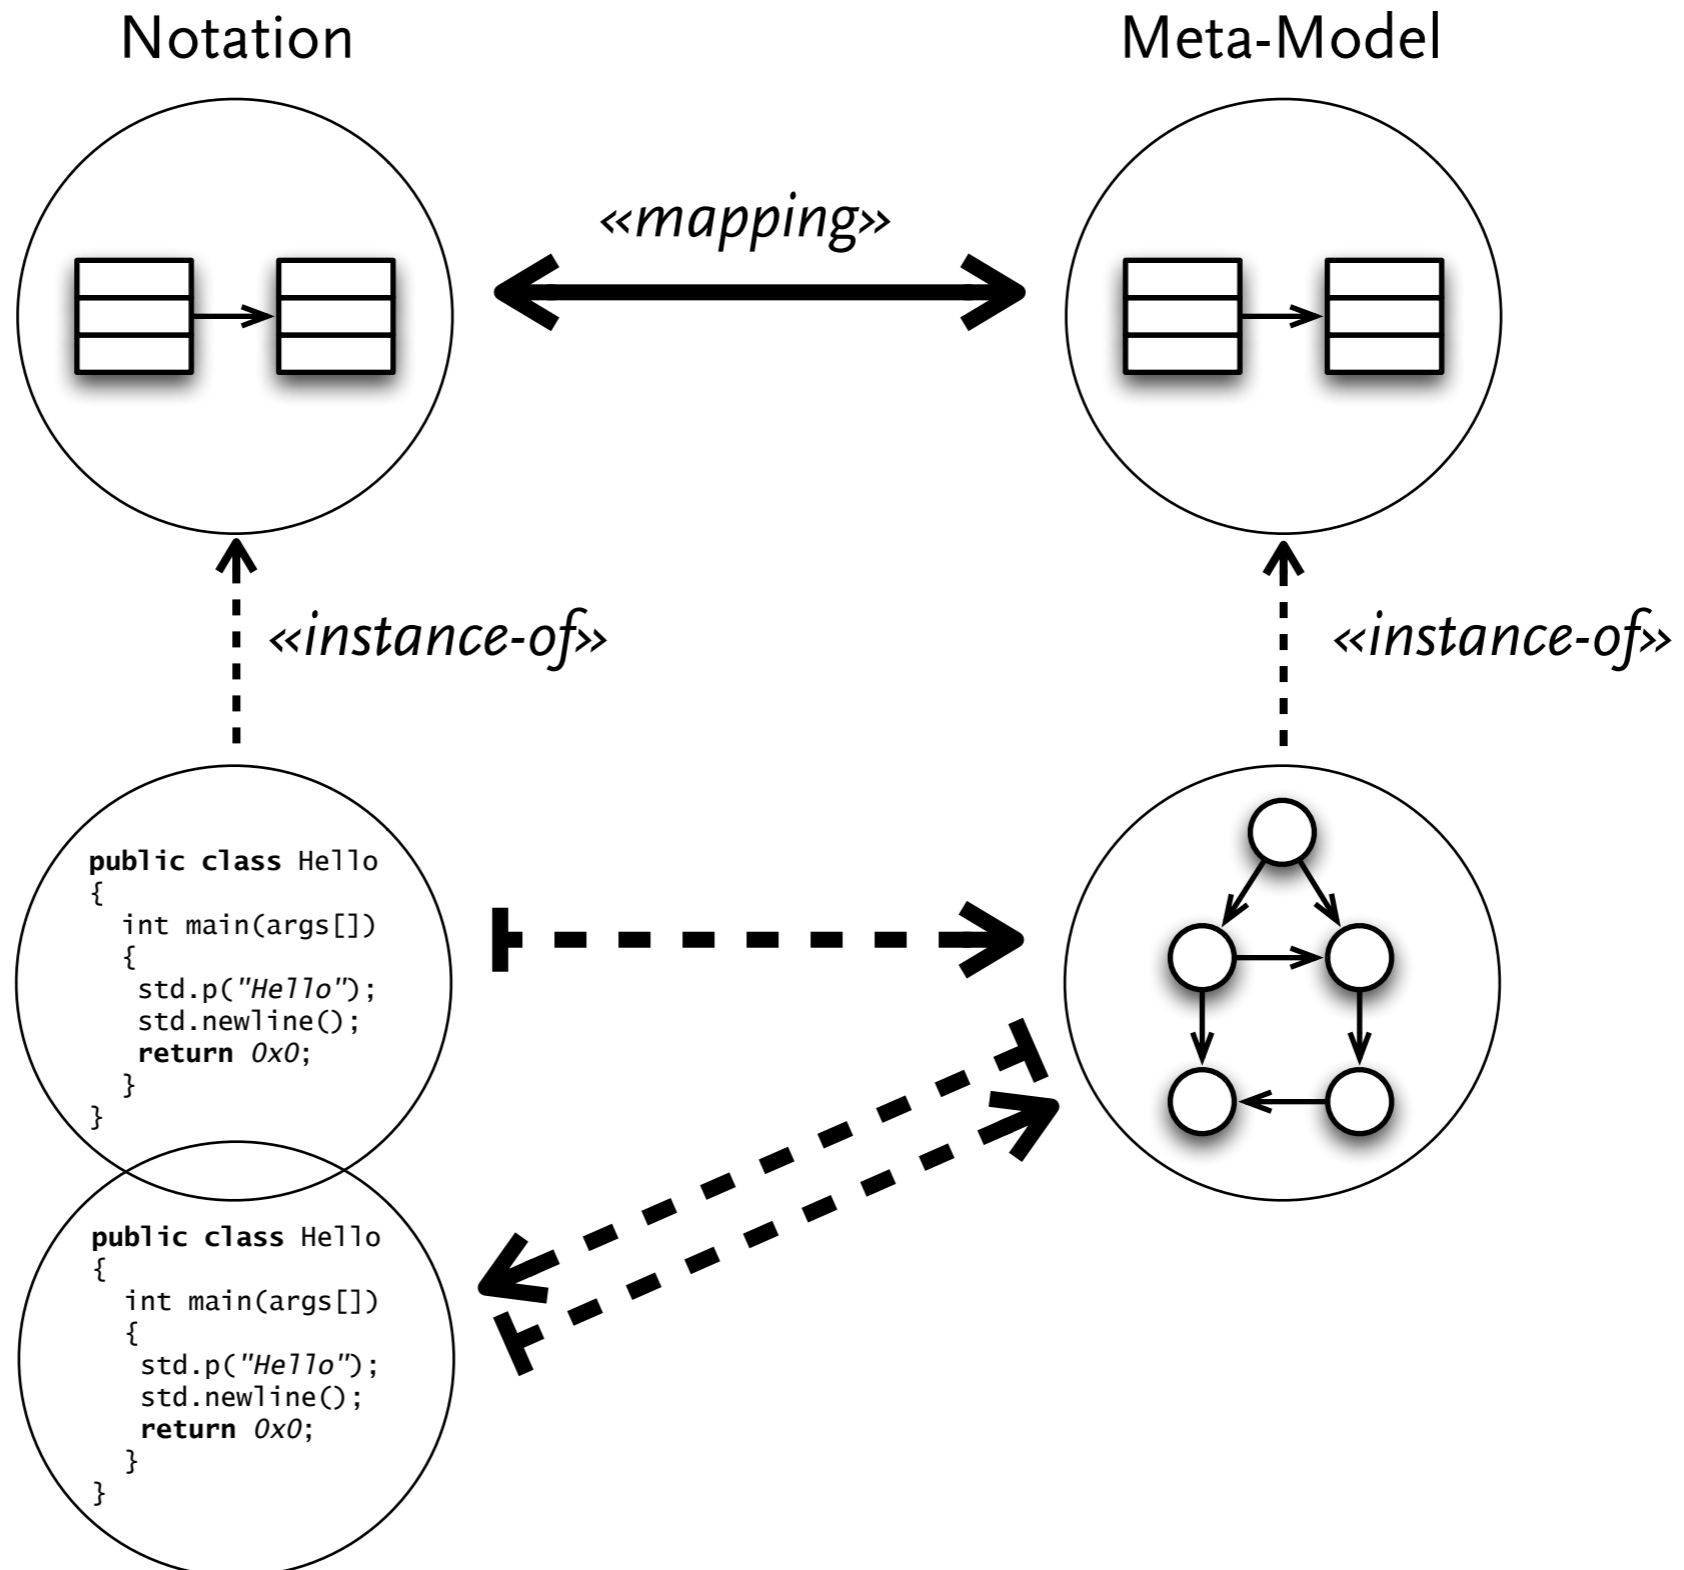 Notation
Meta-Model
«mapping»
«instance-of»
«instance-of»
public class Hello
{
int main(args[])
{
std.p("Hello");
std.newline();
return 0x0;
}
}
public class Hello
{
int main(args[])
{
std.p("Hello");
std.newline();
return 0x0;
}
}